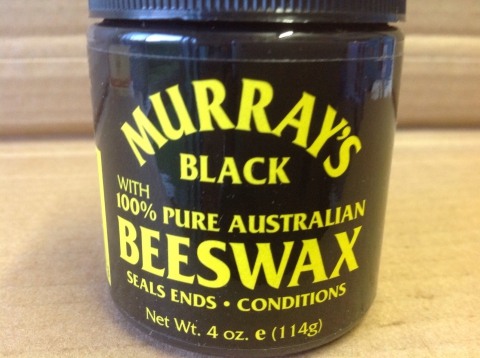 MURRAY'S
BLACK
WITH
100% PURE AUSTRALIAN
BEESWAX
SEALS ENDS • CONDITIONS
Net Wt. 4 oz. e (114g)